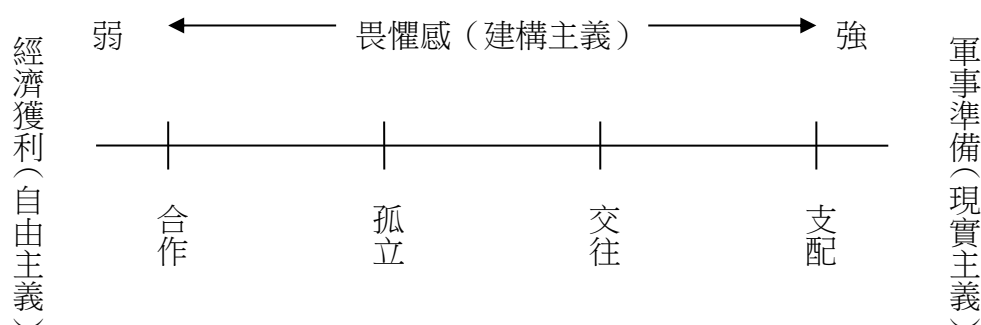 弱 畏懼感（建構主義） 強
經濟獲利（自由主義）
合作
孤立
交往
支配
軍事準備（現實主義）